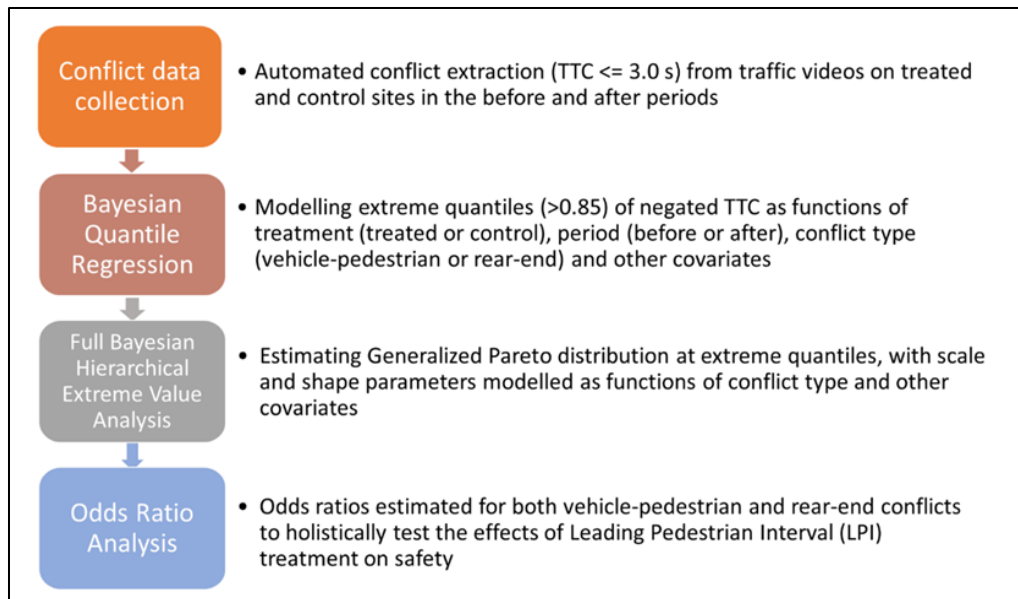 Conflict data
collection
• Automated conflict extraction (TTC <= 3.0 s) from traffic videos on treated
and control sites in the before and after periods
Bayesian
Quantile
Regression
• Modelling extreme quantiles (>0.85) of negated TTC as functions of
treatment (treated or control), period (before or after), conflict type
(vehicle-pedestrian or rear-end) and other covariates
Full Bayesian
Hierarchical
Extreme Value
Analysis
• Estimating Generalized Pareto distribution at extreme quantiles, with scale
and shape parameters modelled as functions of conflict type and other
covariates
Odds Ratio
Analysis
• Odds ratios estimated for both vehicle-pedestrian and rear-end conflicts
to holistically test the effects of Leading Pedestrian Interval (LPI)
treatment on safety